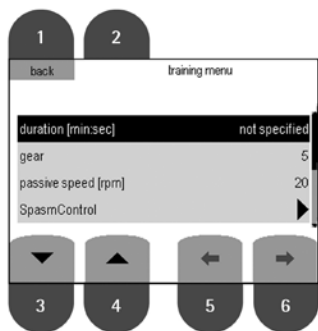 1 2
back training menu
duration [min:sec] not specified
gear 5
passive speed [rpm] 20
SpasmControl
3 4 5 6